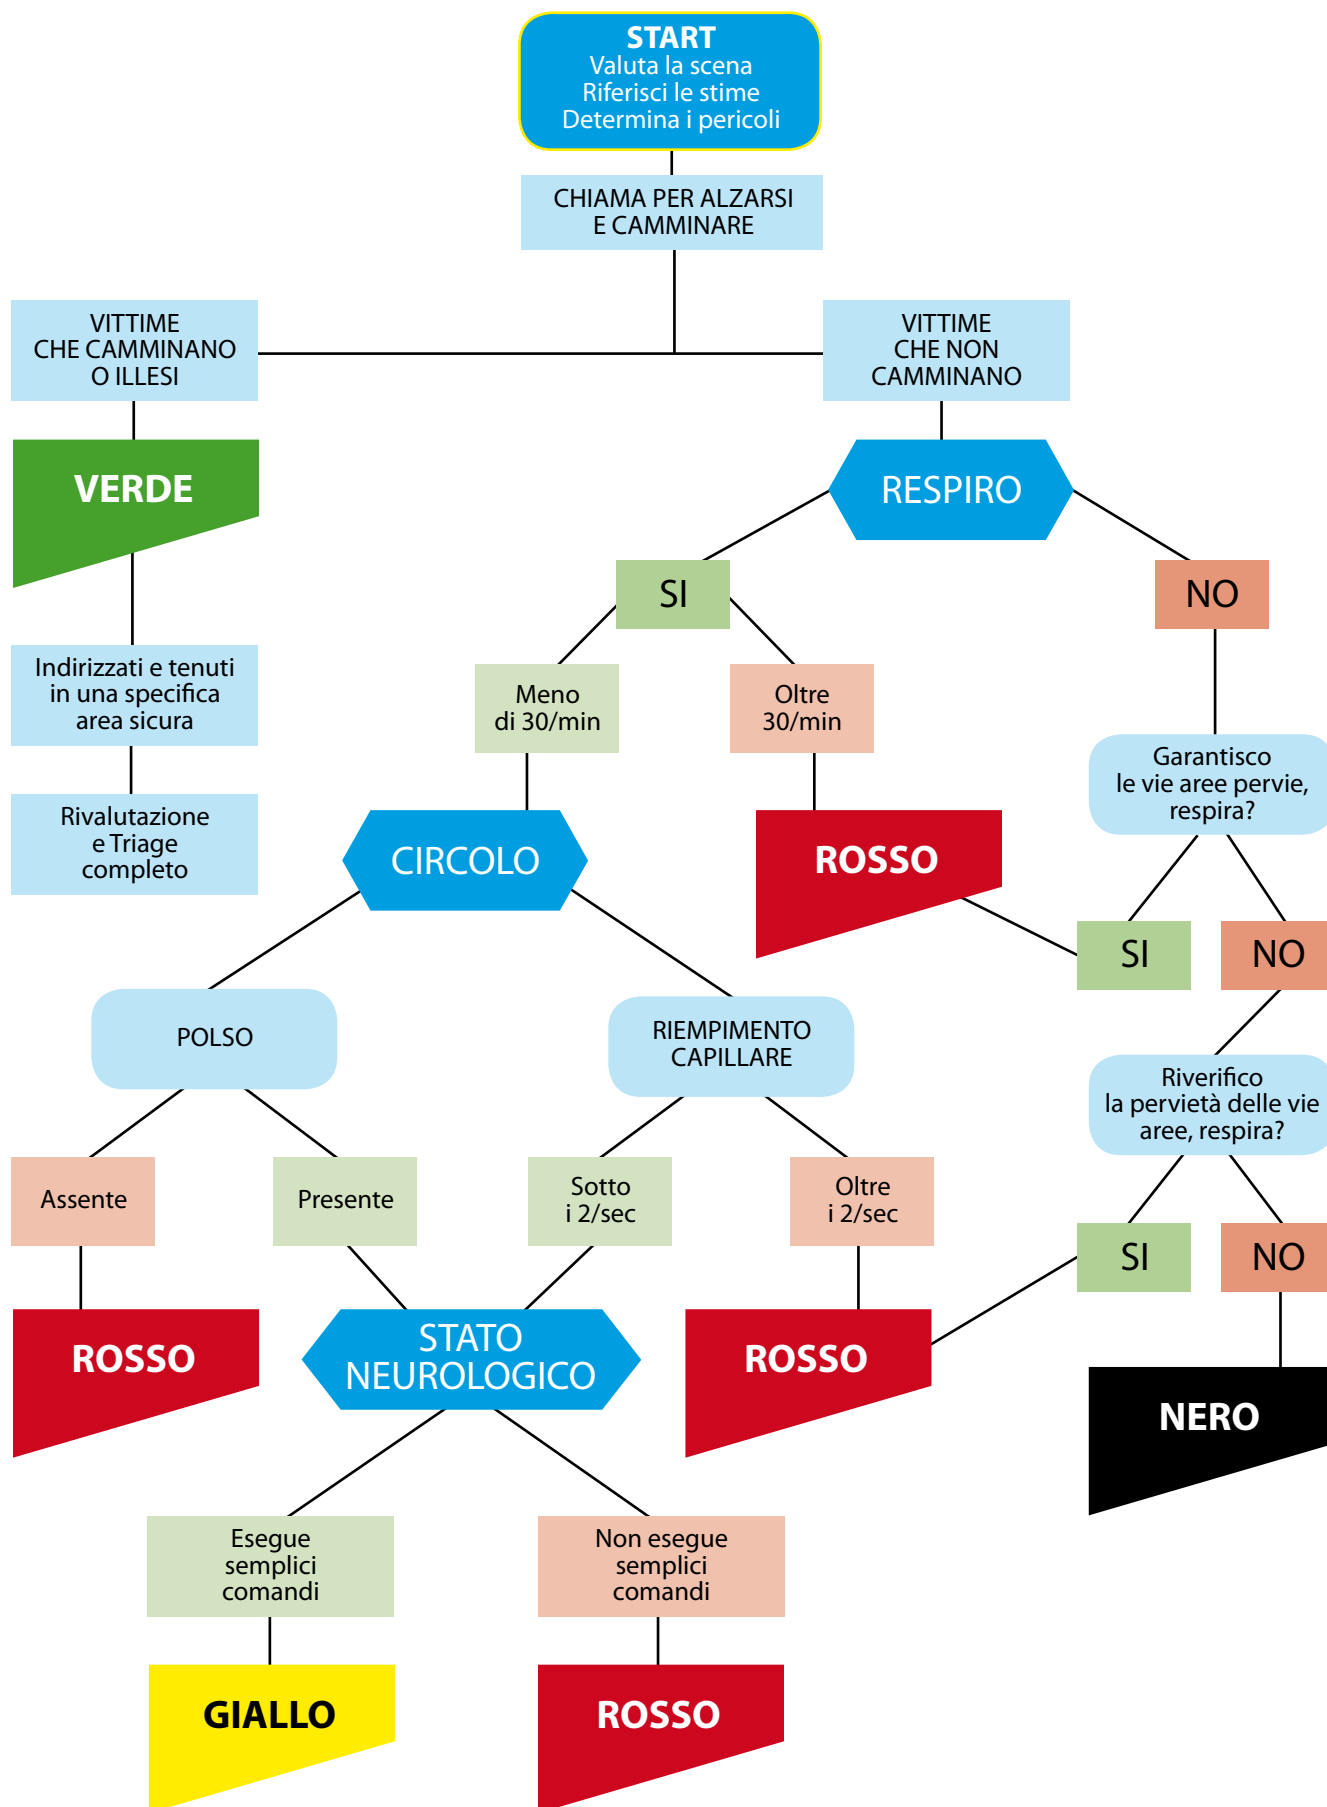 START
Valuta la scena
Riferisci le stime
Determina i pericoli
CHIAMA PER ALZARSI
E CAMMINARE
VITTIME
CHE CAMMINANO
O ILLESI
VITTIME
CHE NON
CAMMINANO
VERDE
RESPIRO
SI
NO
Indirizzati e tenuti
in una specifica
area sicura
Meno
di 30/min
Oltre
30/min
Garantisco
le vie aree pervie,
respira?
Rivalutazione
e Triage
completo
CIRCOLO
ROSSO
SI
NO
POLSO
RIEMPIMENTO
CAPILLARE
Riverifico
la pervietà delle vie
aree, respira?
Assente
Presente
Sotto
i 2/sec
Oltre
i 2/sec
SI
NO
ROSSO
STATO
NEUROLOGICO
ROSSO
NERO
Esegue
semplici
comandi
Non esegue
semplici
comandi
GIALLO
ROSSO